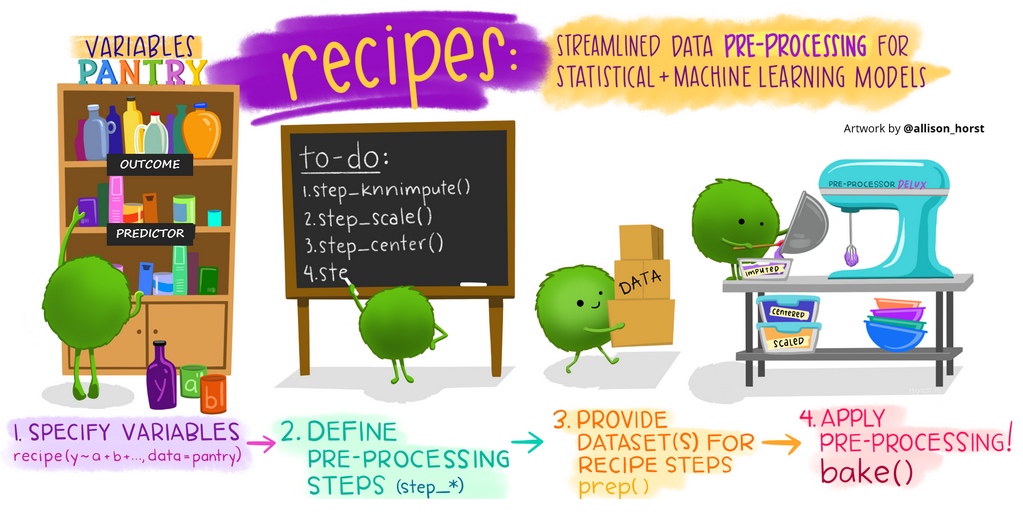 VARIABLES
PANTRY
recipes:
STREAMLINED DATA PRE-PROCESSING FOR
STATISTICAL + MACHINE LEARNING MODELS
Artwork by @allison_horst
OUTCOME
PREDICTOR
y
a
b
to-do:
1.step_knnimpute()
2.step_scale()
3.step_center()
4.ste
DATA
PRE-PROCESSOR DELUX
IMPUTED
CENTERED
SCALED
1. SPECIFY VARIABLES
recipe(y~a+b+..., data=pantry)
2. DEFINE
PRE-PROCESSING
STEPS (step_*)
3. PROVIDE
DATASET(S) FOR
RECIPE STEPS
prep()
4. APPLY
PRE-PROCESSING!
bake()